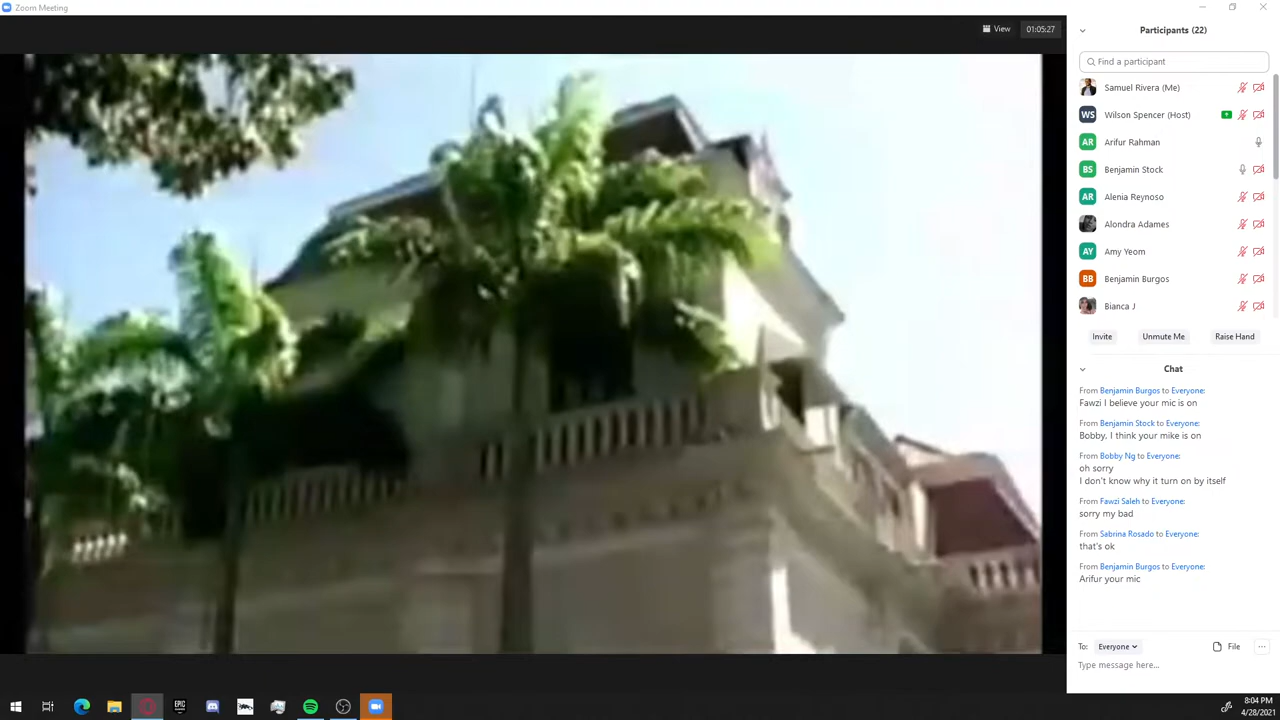 Zoom Meeting
View
01:05:27
Participants (22)
Find a participant
Samuel Rivera (Me)
WS Wilson Spencer (Host)
AR Arifur Rahman
BS Benjamin Stock
AR Alenia Reynoso
Alondra Adames
AY Amy Yeom
BB Benjamin Burgos
Bianca J
Invite Unmute Me Raise Hand
Chat
From Benjamin Burgos to Everyone:
Fawzi I believe your mic is on
From Benjamin Stock to Everyone:
Bobby, I think your mike is on
From Bobby Ng to Everyone:
oh sorry
I don't know why it turn on by itself
From Fawzi Saleh to Everyone:
sorry my bad
From Sabrina Rosado to Everyone:
that's ok
From Benjamin Burgos to Everyone:
Arifur your mic
To: Everyone File
Type message here...
EPIC GAMES
8:04 PM
4/28/2021